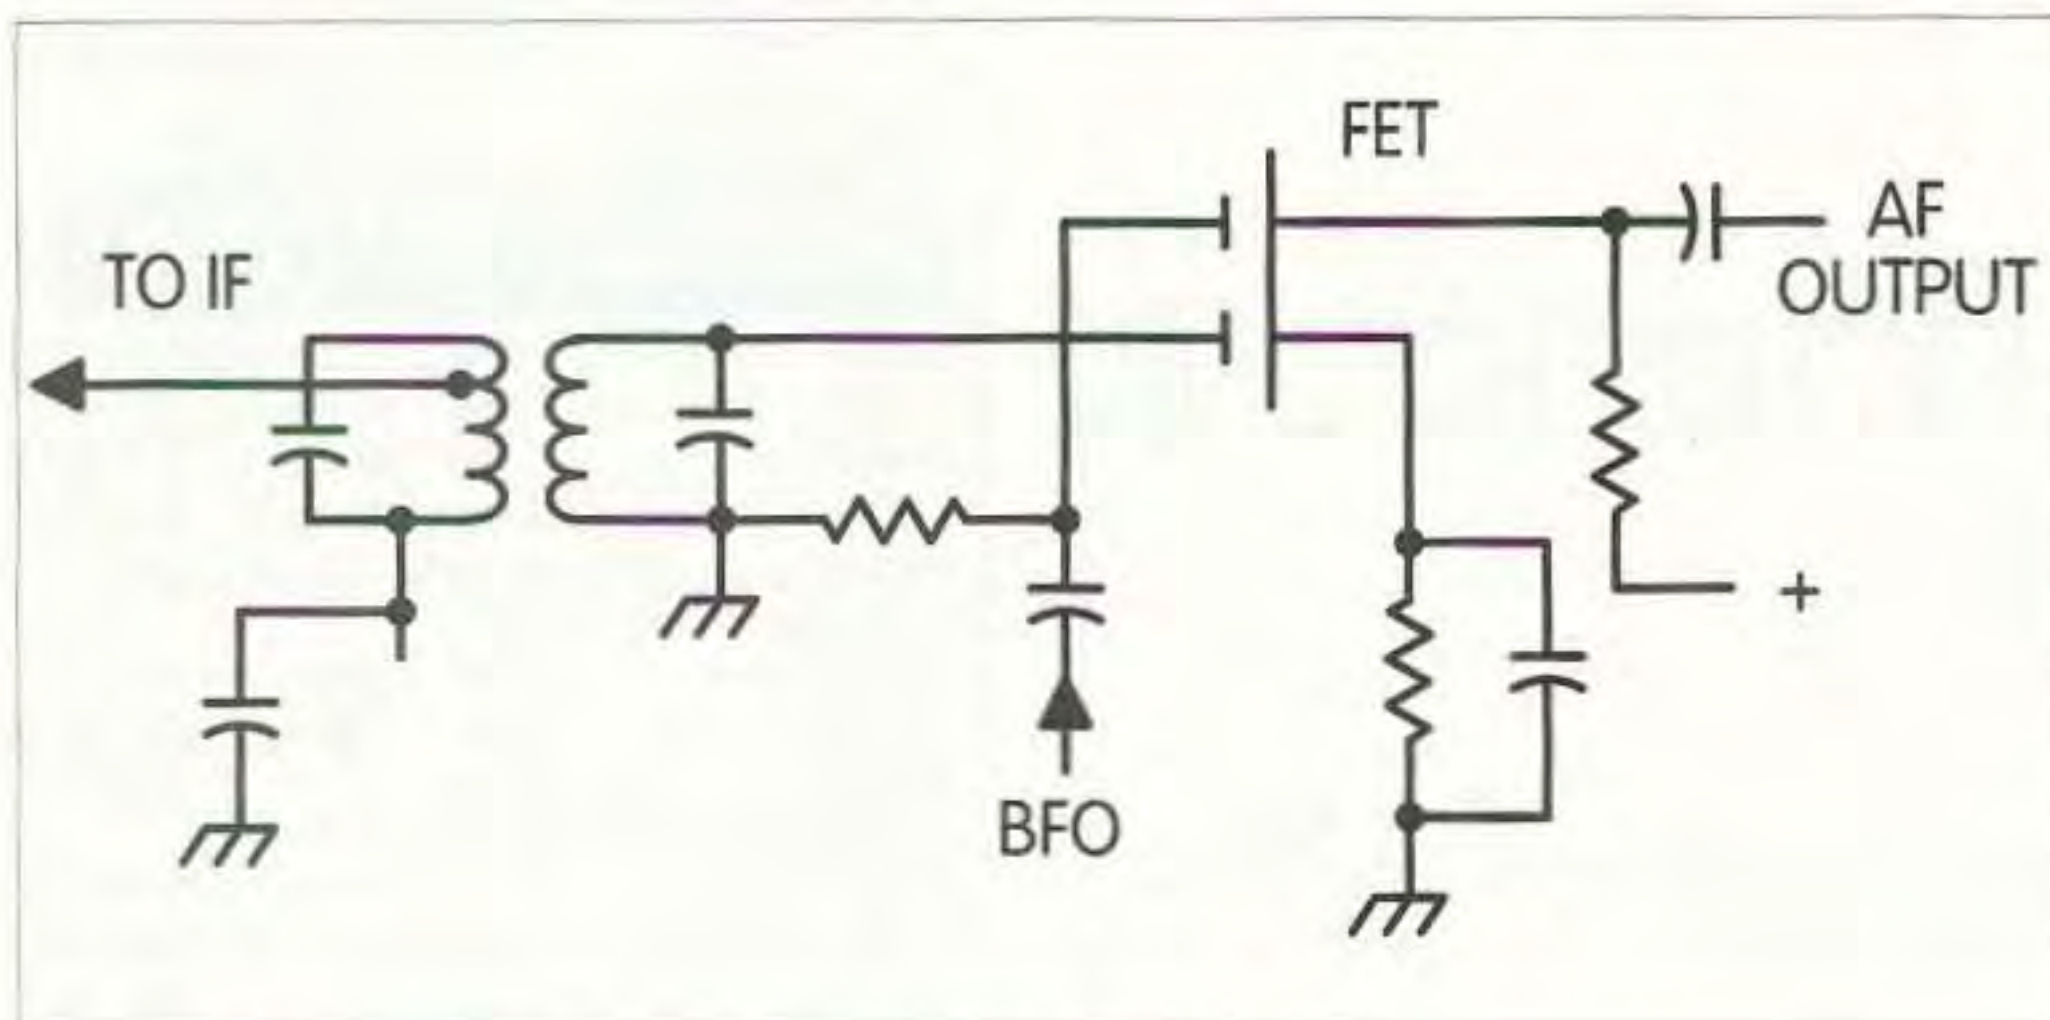 FET
AF
OUTPUT
TO IF
+
BFO